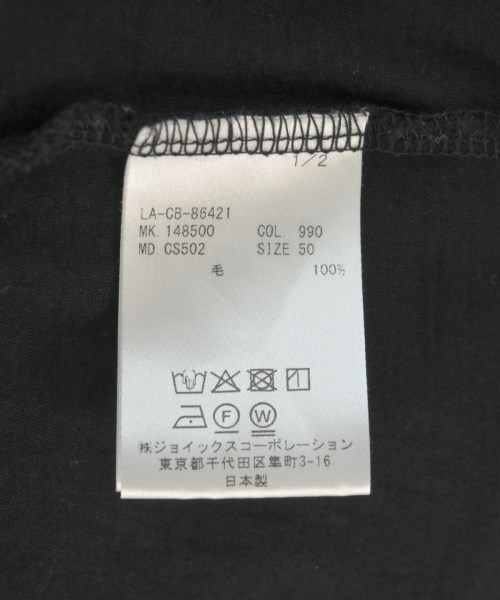 1/2
LA-CB-86421
MK. 148500 COL. 990
MD. CS502 SIZE 50
毛 100%
F W
㈱ジョイックスコーポレーション
東京都千代田区隼町3-16
日本製